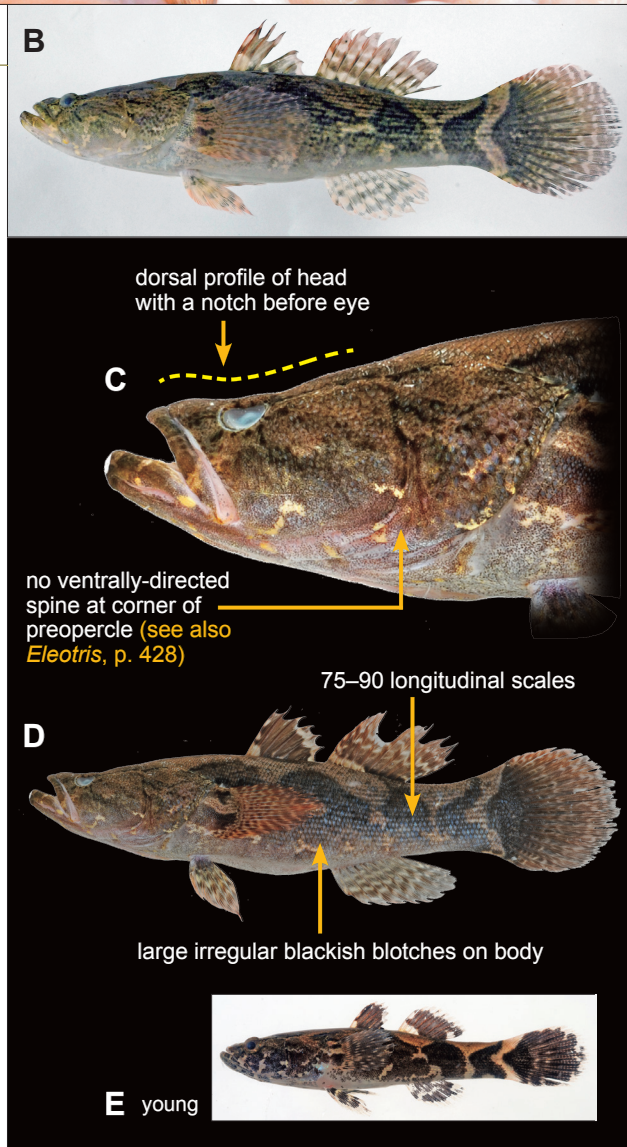 B
dorsal profile of head
with a notch before eye
C
no ventrally-directed
spine at corner of
preopercle (see also
Eleotris, p. 428)
75–90 longitudinal scales
D
large irregular blackish blotches on body
E young